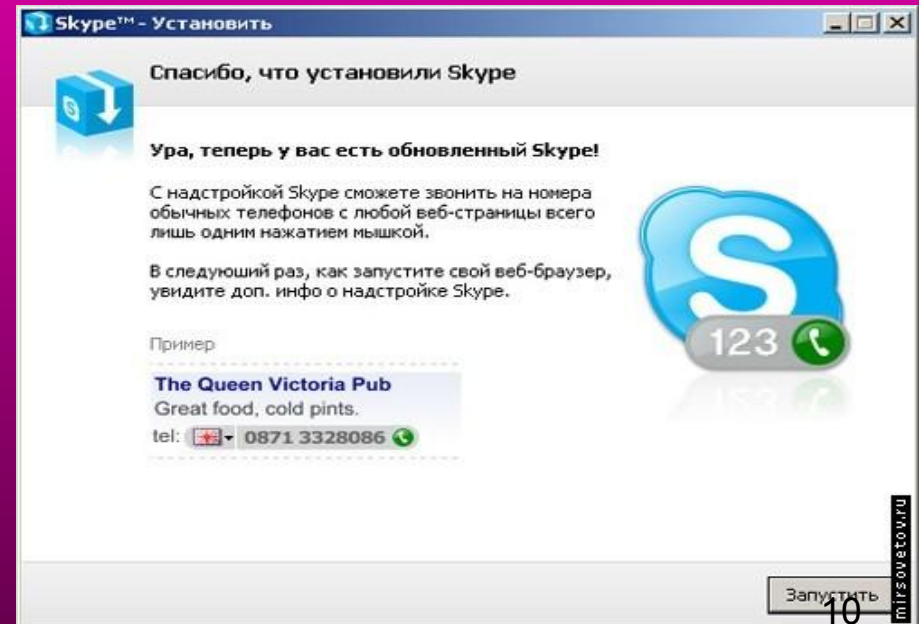 Skype™ - Установить
Спасибо, что установили Skype
Ура, теперь у вас есть обновленный Skype!
С надстройкой Skype сможете звонить на номера
обычных телефонов с любой веб-страницы всего
лишь одним нажатием мышкой.
В следуюший раз, как запустите свой веб-браузер,
увидите доп. инфо о надстройке Skype.
Пример
The Queen Victoria Pub
Great food, cold pints.
tel: 0871 3328086
S
123
S
Запустить
10
mirsovetov.ru